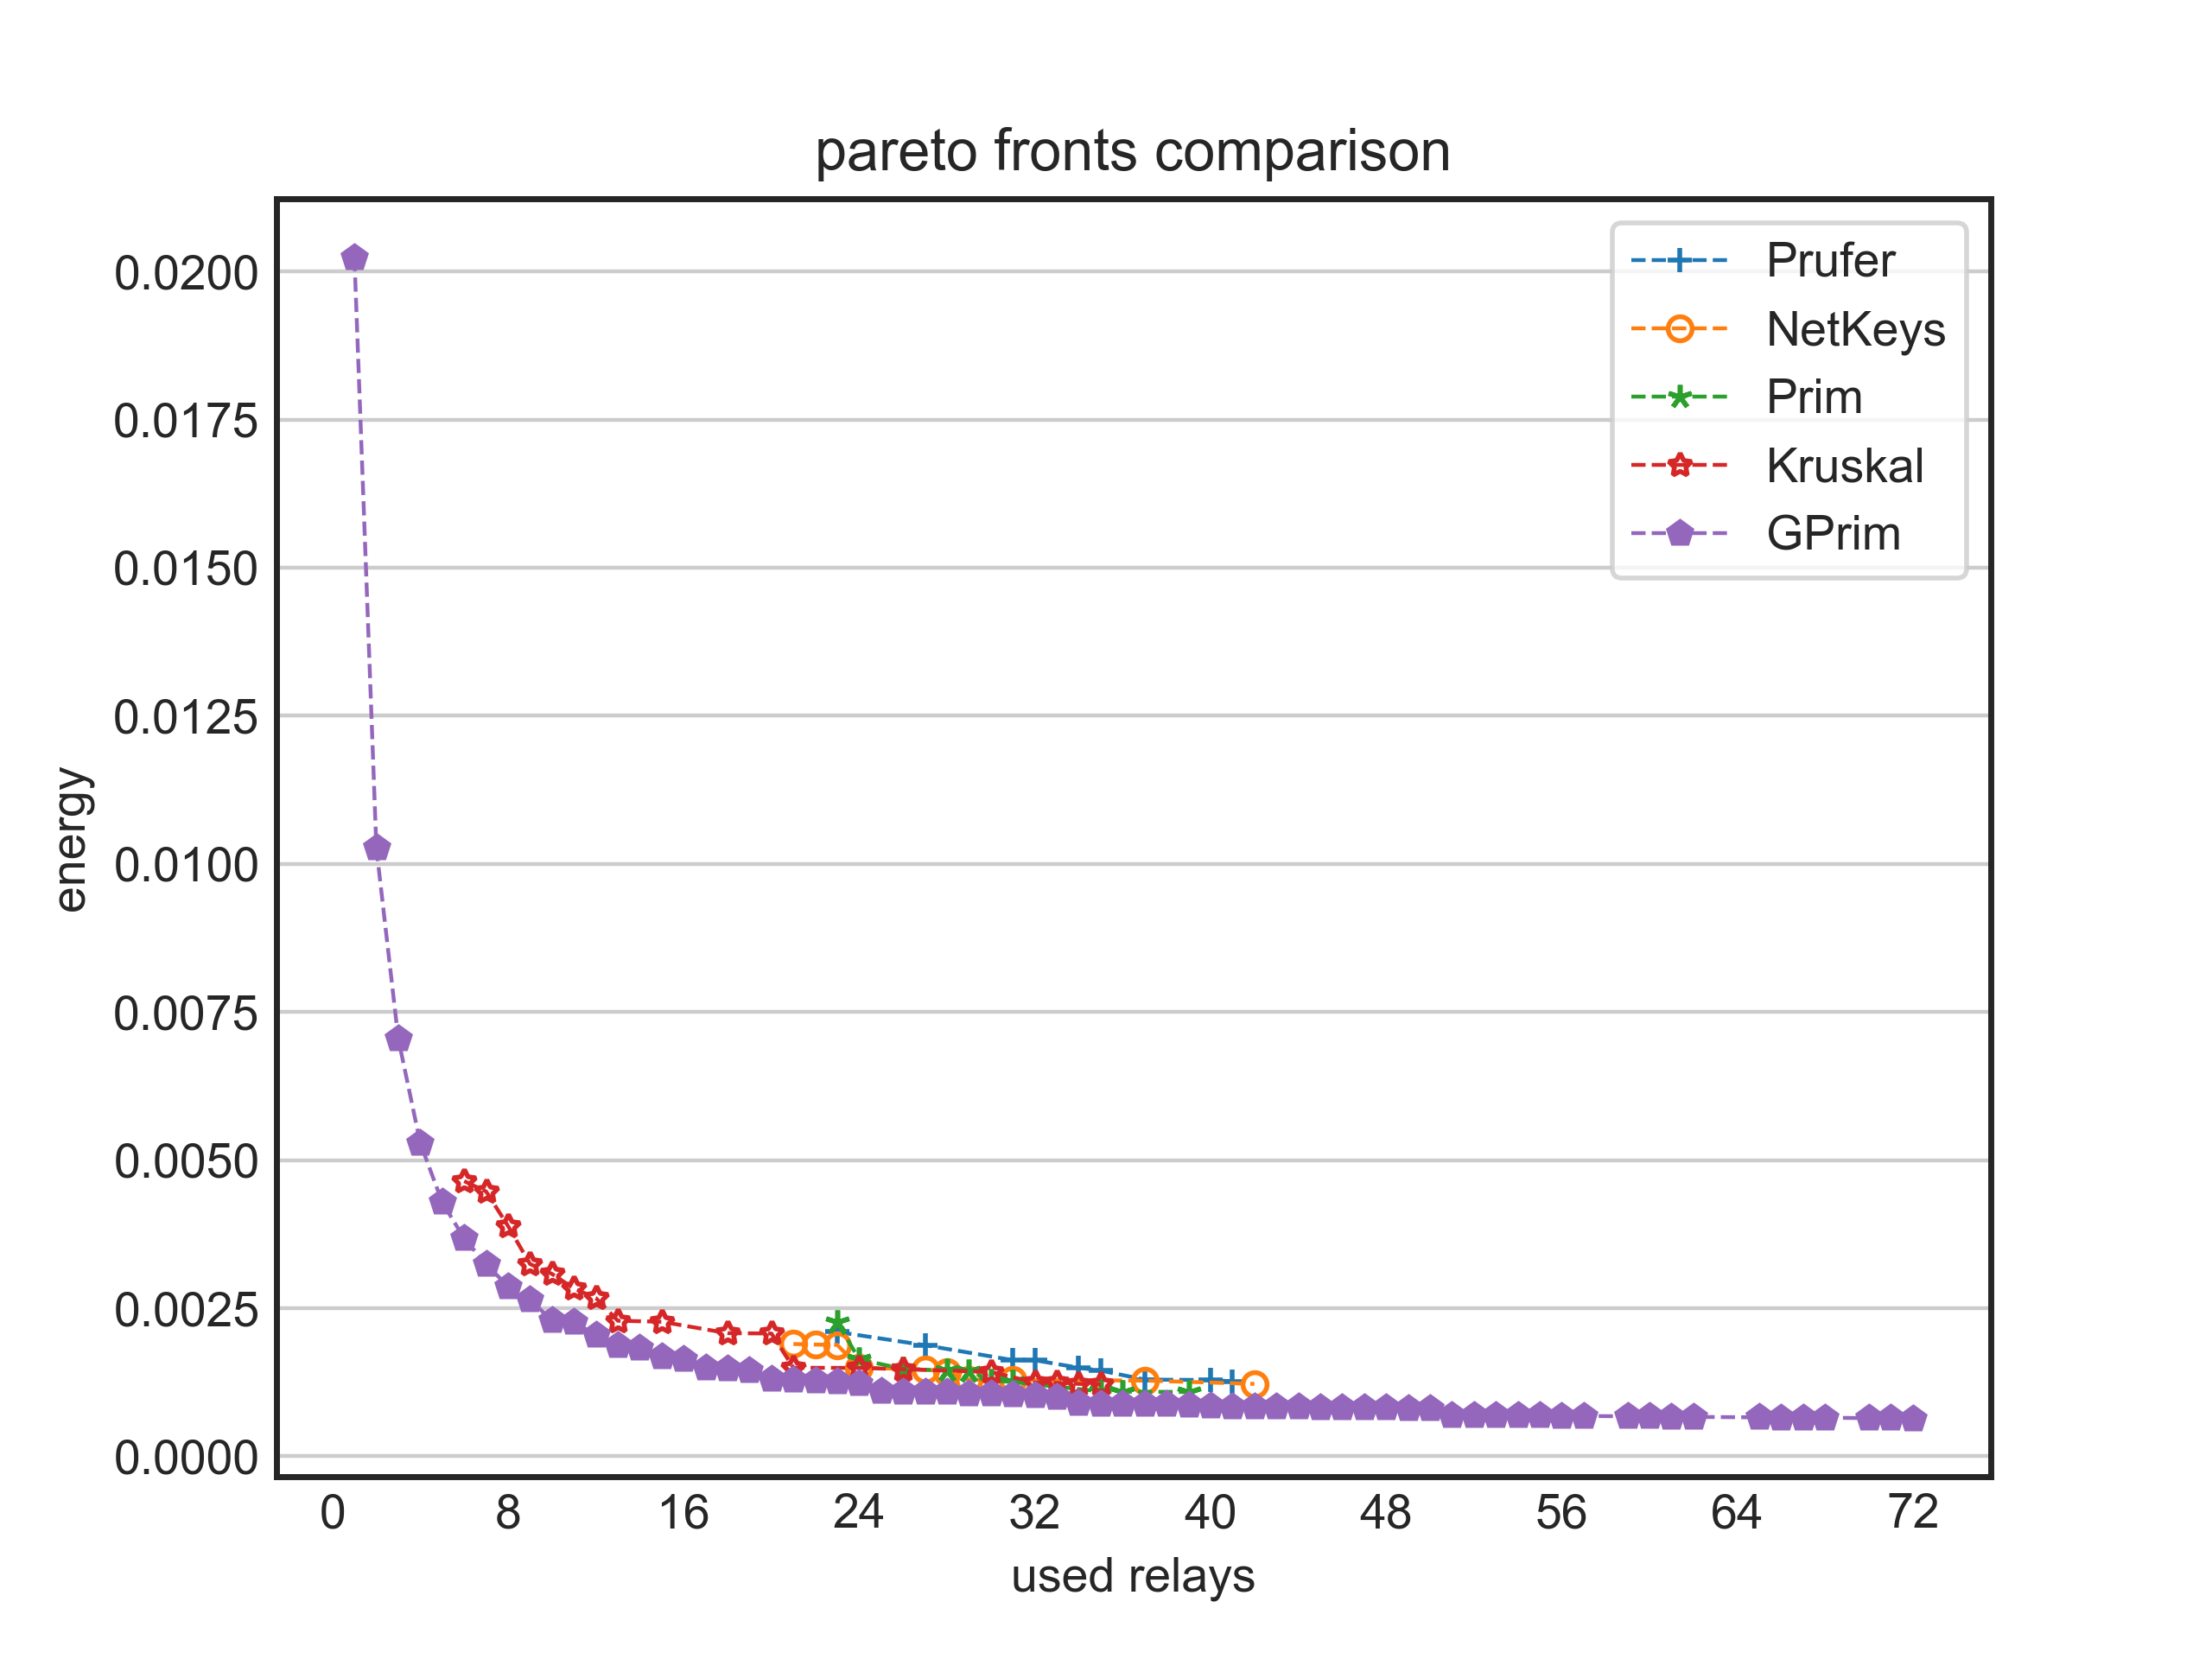 pareto fronts comparison
Prufer
NetKeys
Prim
Kruskal
GPrim
0.0200
0.0175
0.0150
0.0125
0.0100
0.0075
0.0050
0.0025
0.0000
energy
0 8 16 24 32 40 48 56 64 72
used relays